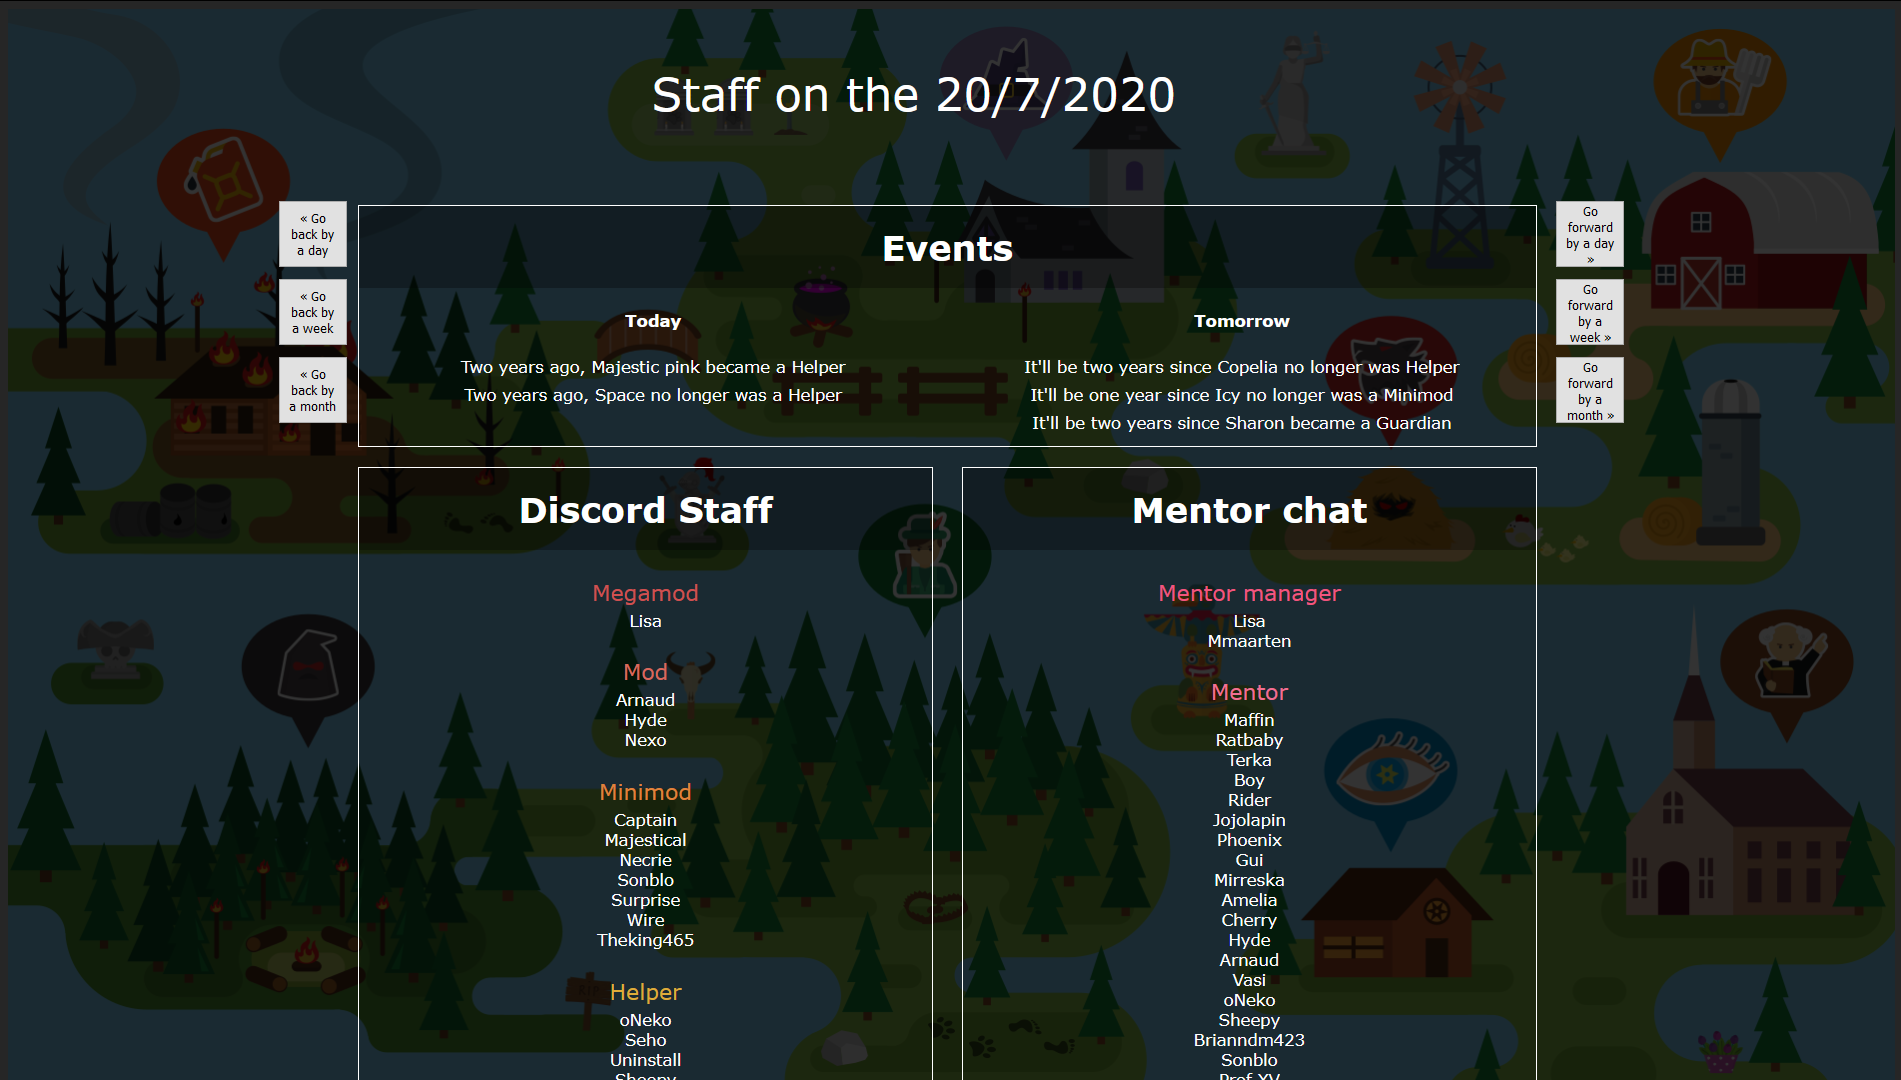 Staff on the 20/7/2020
« Go
back by
a day
« Go
back by
a week
« Go
back by
a month
Go
forward
by a day
»
Go
forward
by a
week »
Go
forward
by a
month »
Events
Today
Two years ago, Majestic pink became a Helper
Two years ago, Space no longer was a Helper
Tomorrow
It'll be two years since Copelia no longer was Helper
It'll be one year since Icy no longer was a Minimod
It'll be two years since Sharon became a Guardian
Discord Staff
Megamod
Lisa
Mod
Arnaud
Hyde
Nexo
Minimod
Captain
Majestical
Necrie
Sonblo
Surprise
Wire
Theking465
Helper
oNeko
Seho
Uninstall
Sheepy
Mentor chat
Mentor manager
Lisa
Mmaarten
Mentor
Maffin
Ratbaby
Terka
Boy
Rider
Jojolapin
Phoenix
Gui
Mirreska
Amelia
Cherry
Hyde
Arnaud
Vasi
oNeko
Sheepy
Brianndm423
Sonblo
Prof XV